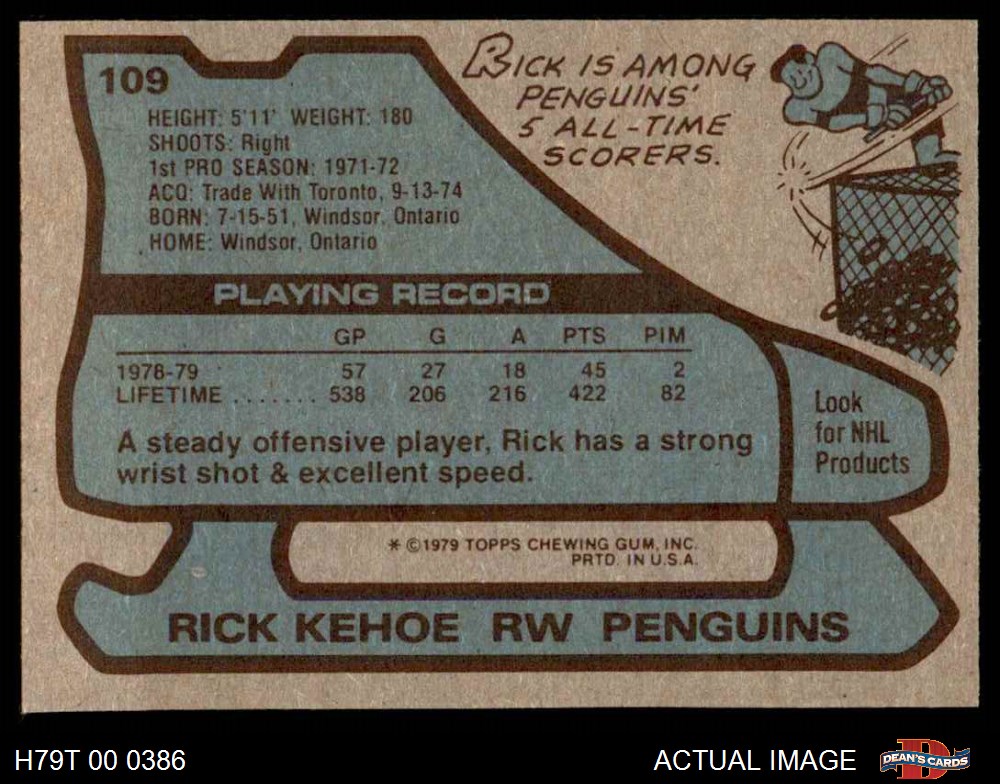 109
HEIGHT: 5'11' WEIGHT: 180
SHOOTS: Right
1st PRO SEASON: 1971-72
ACQ: Trade With Toronto, 9-13-74
BORN: 7-15-51, Windsor, Ontario
HOME: Windsor, Ontario
RICK IS AMONG
PENGUINS'
5 ALL-TIME
SCORERS.
PLAYING RECORD
GP G A PTS PIM
1978-79 57 27 18 45 2
LIFETIME ....... 538 206 216 422 82
A steady offensive player, Rick has a strong
wrist shot & excellent speed.
Look
for NHL
Products
* ©1979 TOPPS CHEWING GUM, INC.
PRTD. IN U.S.A.
RICK KEHOE RW PENGUINS
H79T 00 0386
ACTUAL IMAGE
D
DEAN'S CARDS